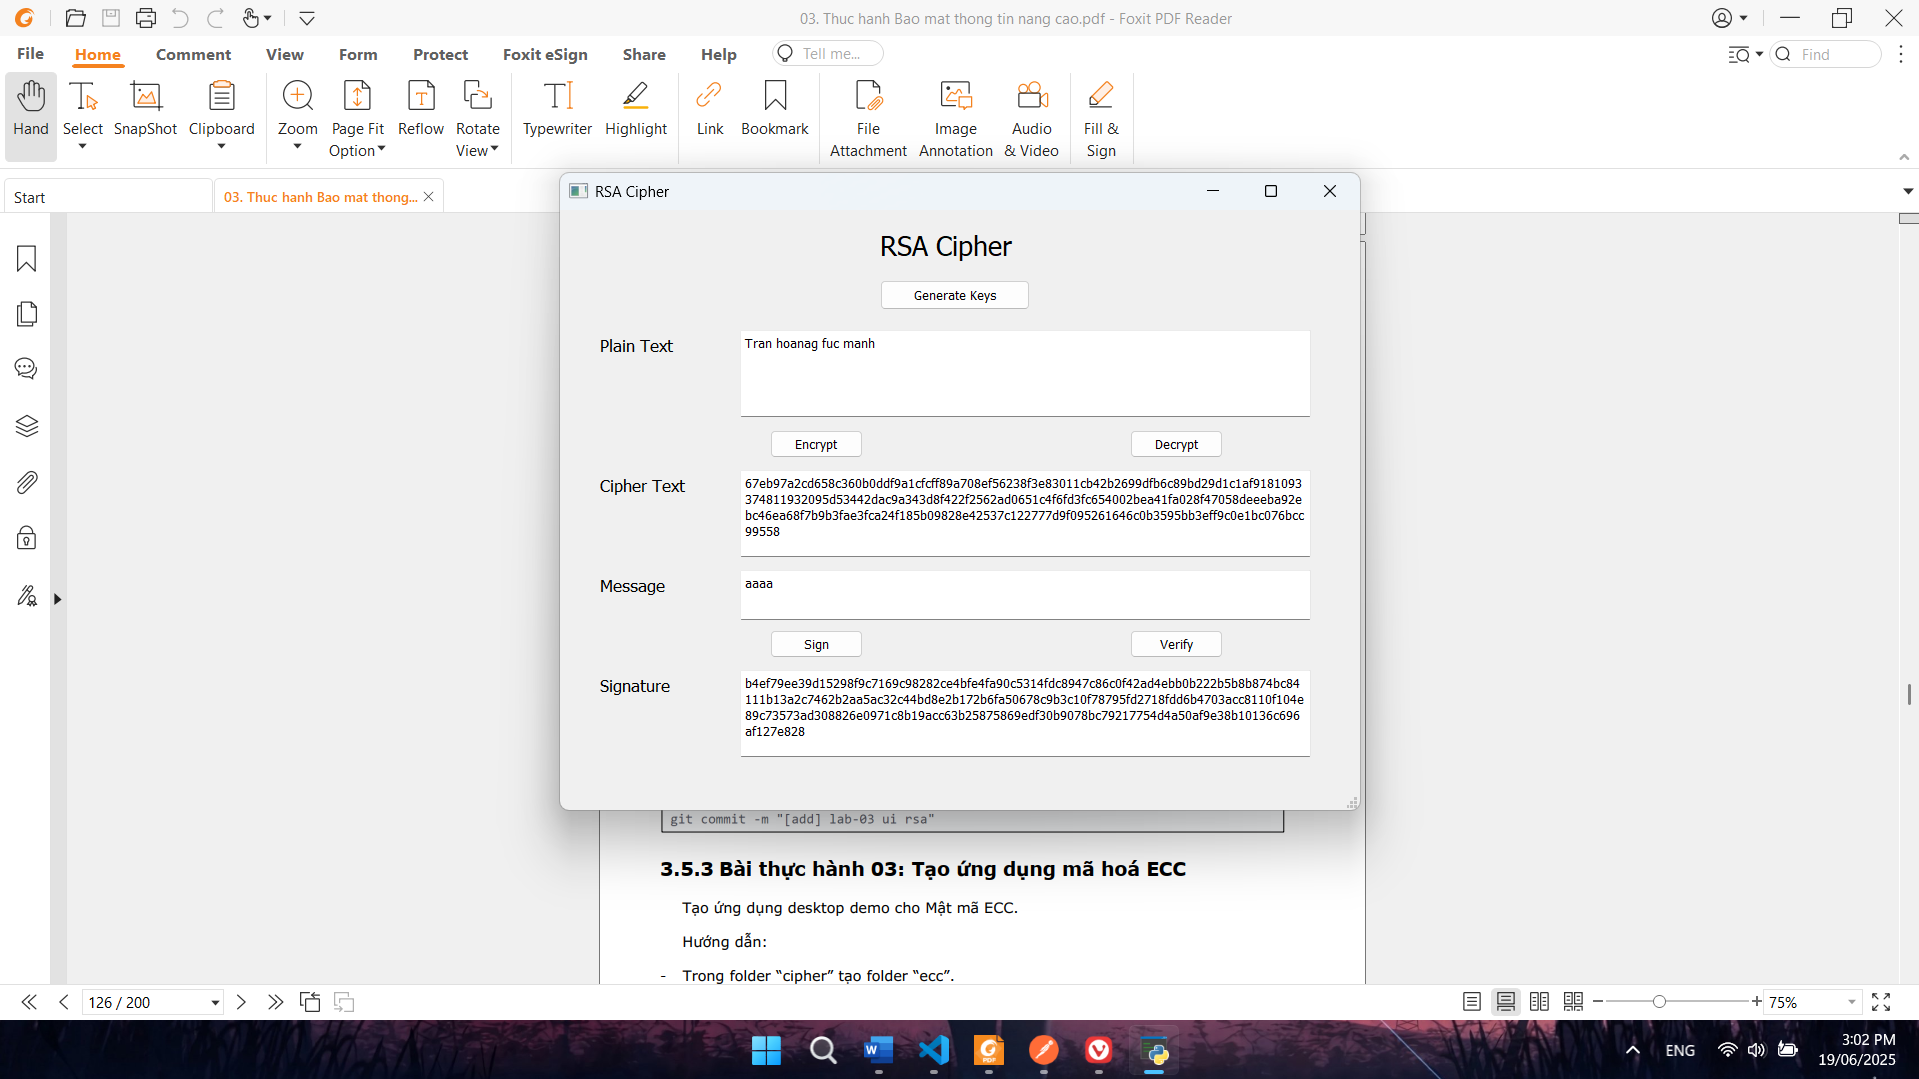 03. Thuc hanh Bao mat thong tin nang cao.pdf - Foxit PDF Reader
File Home Comment View Form Protect Foxit eSign Share Help Tell me... Find
Hand Select SnapShot Clipboard Zoom Page Fit Option Reflow Rotate View Typewriter Highlight Link Bookmark File Attachment Image Annotation Audio & Video Fill & Sign
Start 03. Thuc hanh Bao mat thong...
RSA Cipher
RSA Cipher
Generate Keys
Plain Text
Tran hoanag fuc manh
Encrypt Decrypt
Cipher Text
67eb97a2cd658c360b0ddf9a1cfcff89a708ef56238f3e83011cb42b2699dfb6c89bd29d1c1af9181093
374811932095d53442dac9a343d8f422f2562ad0651c4f6fd3fc654002bea41fa028f47058deeeba92e
bc46ea68f7b9b3fae3fca24f185b09828e42537c122777d9f095261646c0b3595bb3eff9c0e1bc076bcc
99558
Message
aaaa
Sign Verify
Signature
b4ef79ee39d15298f9c7169c98282ce4bfe4fa90c5314fdc8947c86c0f42ad4ebb0b222b5b8b874bc84
111b13a2c7462b2aa5ac32c44bd8e2b172b6fa50678c9b3c10f78795fd2718fdd6b4703acc8110f104e
89c73573ad308826e0971c8b19acc63b25875869edf30b9078bc79217754d4a50af9e38b10136c696
af127e828
git commit -m "[add] lab-03 ui rsa"
3.5.3 Bài thực hành 03: Tạo ứng dụng mã hoá ECC
Tạo ứng dụng desktop demo cho Mật mã ECC.
Hướng dẫn:
- Trong folder “cipher” tạo folder “ecc”.
126 / 200
75%
ENG
3:02 PM
19/06/2025